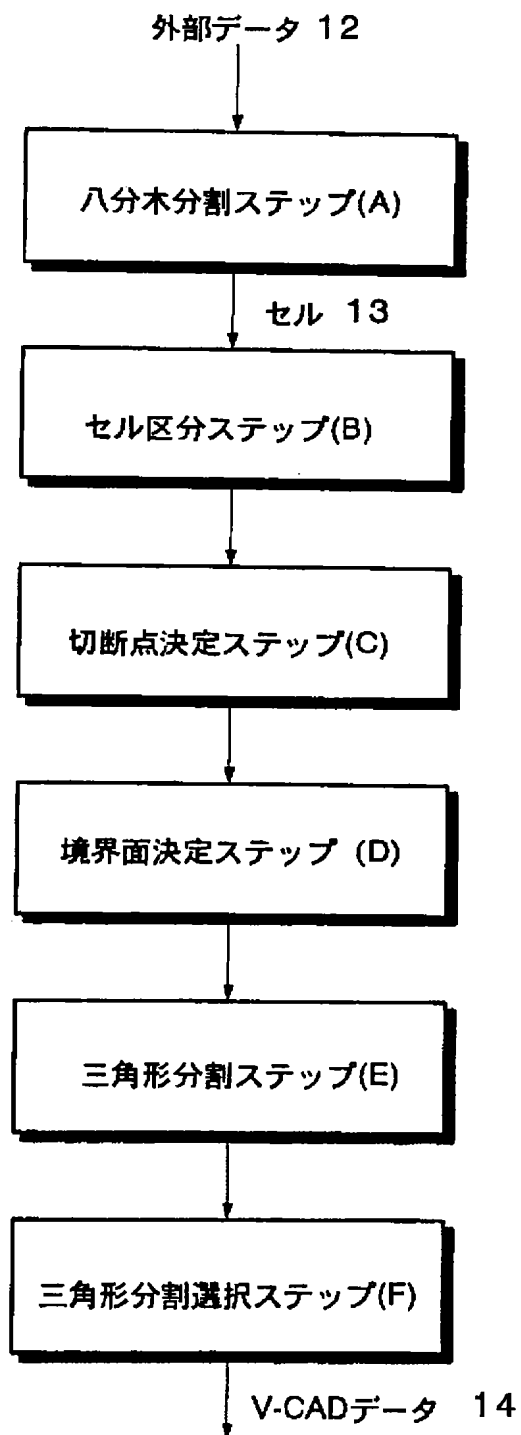 外部データ 12
八分木分割ステップ(A)
セル 13
セル区分ステップ(B)
切断点決定ステップ(C)
境界面決定ステップ (D)
三角形分割ステップ(E)
三角形分割選択ステップ(F)
V-CADデータ 14